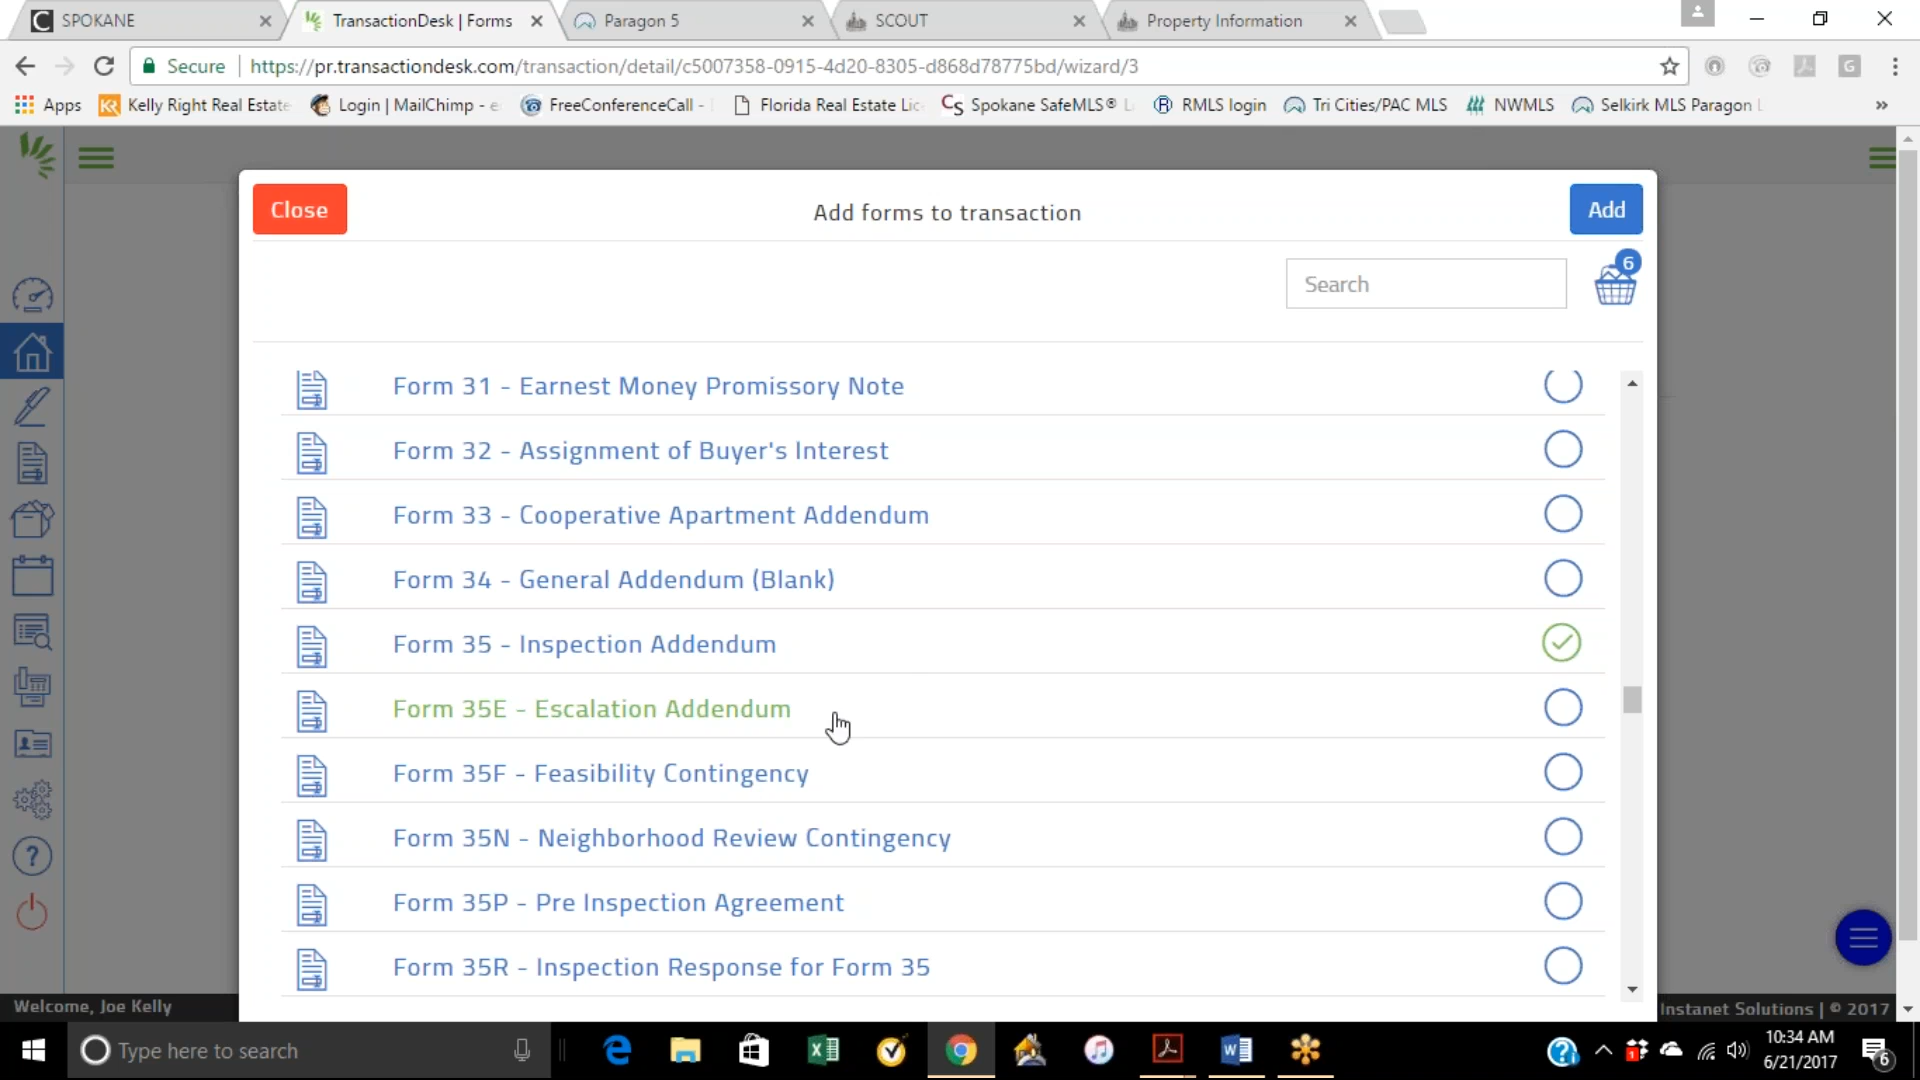 SPOKANE
TransactionDesk | Forms
Paragon 5
SCOUT
Property Information
Secure
https://pr.transactiondesk.com/transaction/detail/c5007358-0915-4d20-8305-d868d78775bd/wizard/3
Apps
Kelly Right Real Estate
Login | MailChimp - e
FreeConferenceCall -
Florida Real Estate Lic
Spokane SafeMLS® L
RMLS login
Tri Cities/PAC MLS
NWMLS
Selkirk MLS Paragon
»
Close
Add forms to transaction
Add
Search
6
Form 31 - Earnest Money Promissory Note
Form 32 - Assignment of Buyer's Interest
Form 33 - Cooperative Apartment Addendum
Form 34 - General Addendum (Blank)
Form 35 - Inspection Addendum
Form 35E - Escalation Addendum
Form 35F - Feasibility Contingency
Form 35N - Neighborhood Review Contingency
Form 35P - Pre Inspection Agreement
Form 35R - Inspection Response for Form 35
Welcome, Joe Kelly
Instanet Solutions | © 2017
Type here to search
10:34 AM
6/21/2017
6